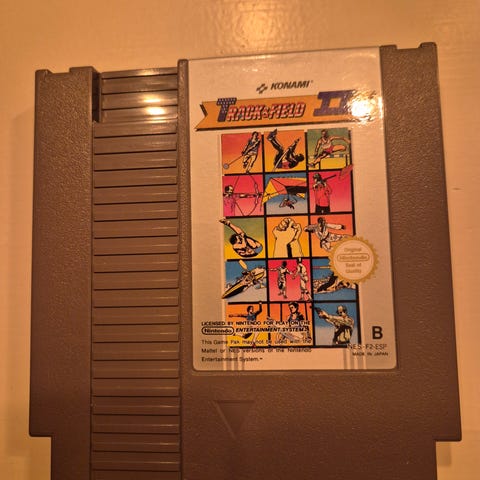 KONAMI®
TRACK & FIELD II
Original
Nintendo
Seal of
Quality
LICENSED BY NINTENDO FOR PLAY ON THE
Nintendo ENTERTAINMENT SYSTEM™
This Game Pak may not be used with the
Mattel or NES versions of the Nintendo
Entertainment System.™
B
NES-F2-ESP
MADE IN JAPAN